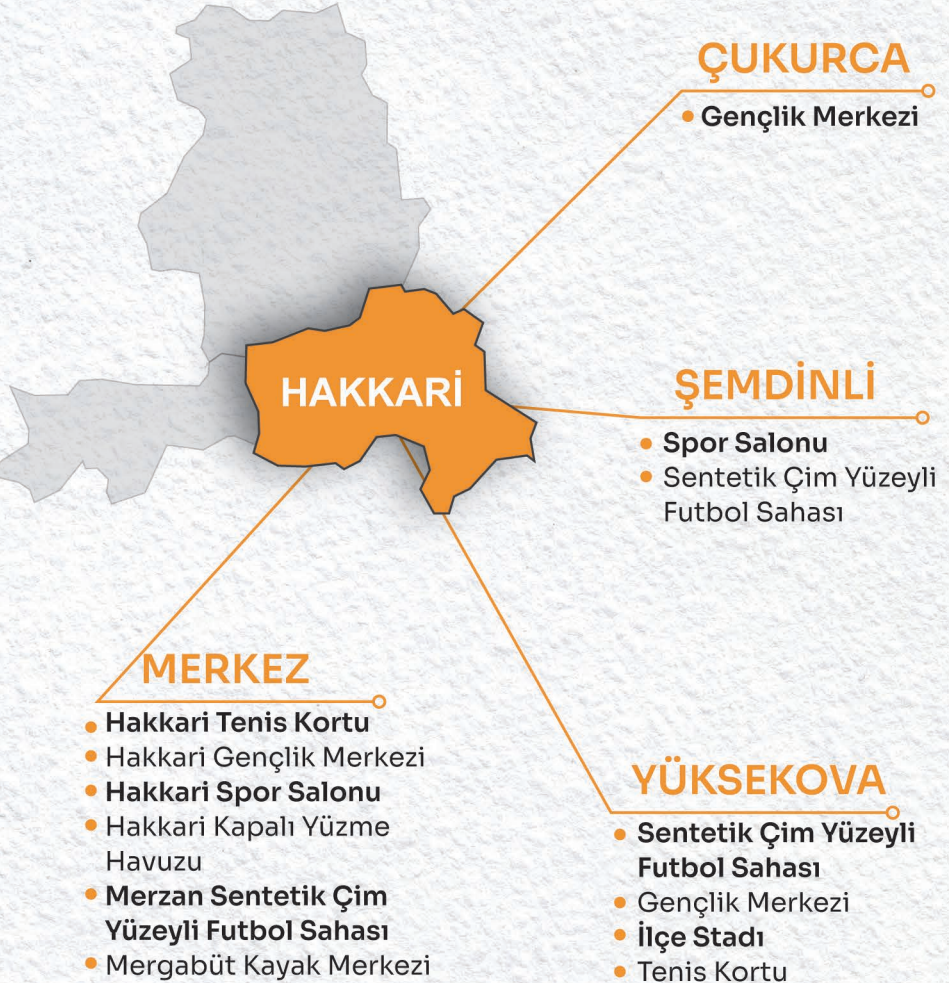 ÇUKURCA
Gençlik Merkezi
HAKKARİ
ŞEMDİNLİ
Spor Salonu
Sentetik Çim Yüzeyli
Futbol Sahası
MERKEZ
Hakkari Tenis Kortu
Hakkari Gençlik Merkezi
Hakkari Spor Salonu
Hakkari Kapalı Yüzme
Havuzu
Merzan Sentetik Çim
Yüzeyli Futbol Sahası
Mergabüt Kayak Merkezi
YÜKSEKOVA
Sentetik Çim Yüzeyli
Futbol Sahası
Gençlik Merkezi
İlçe Stadı
Tenis Kortu